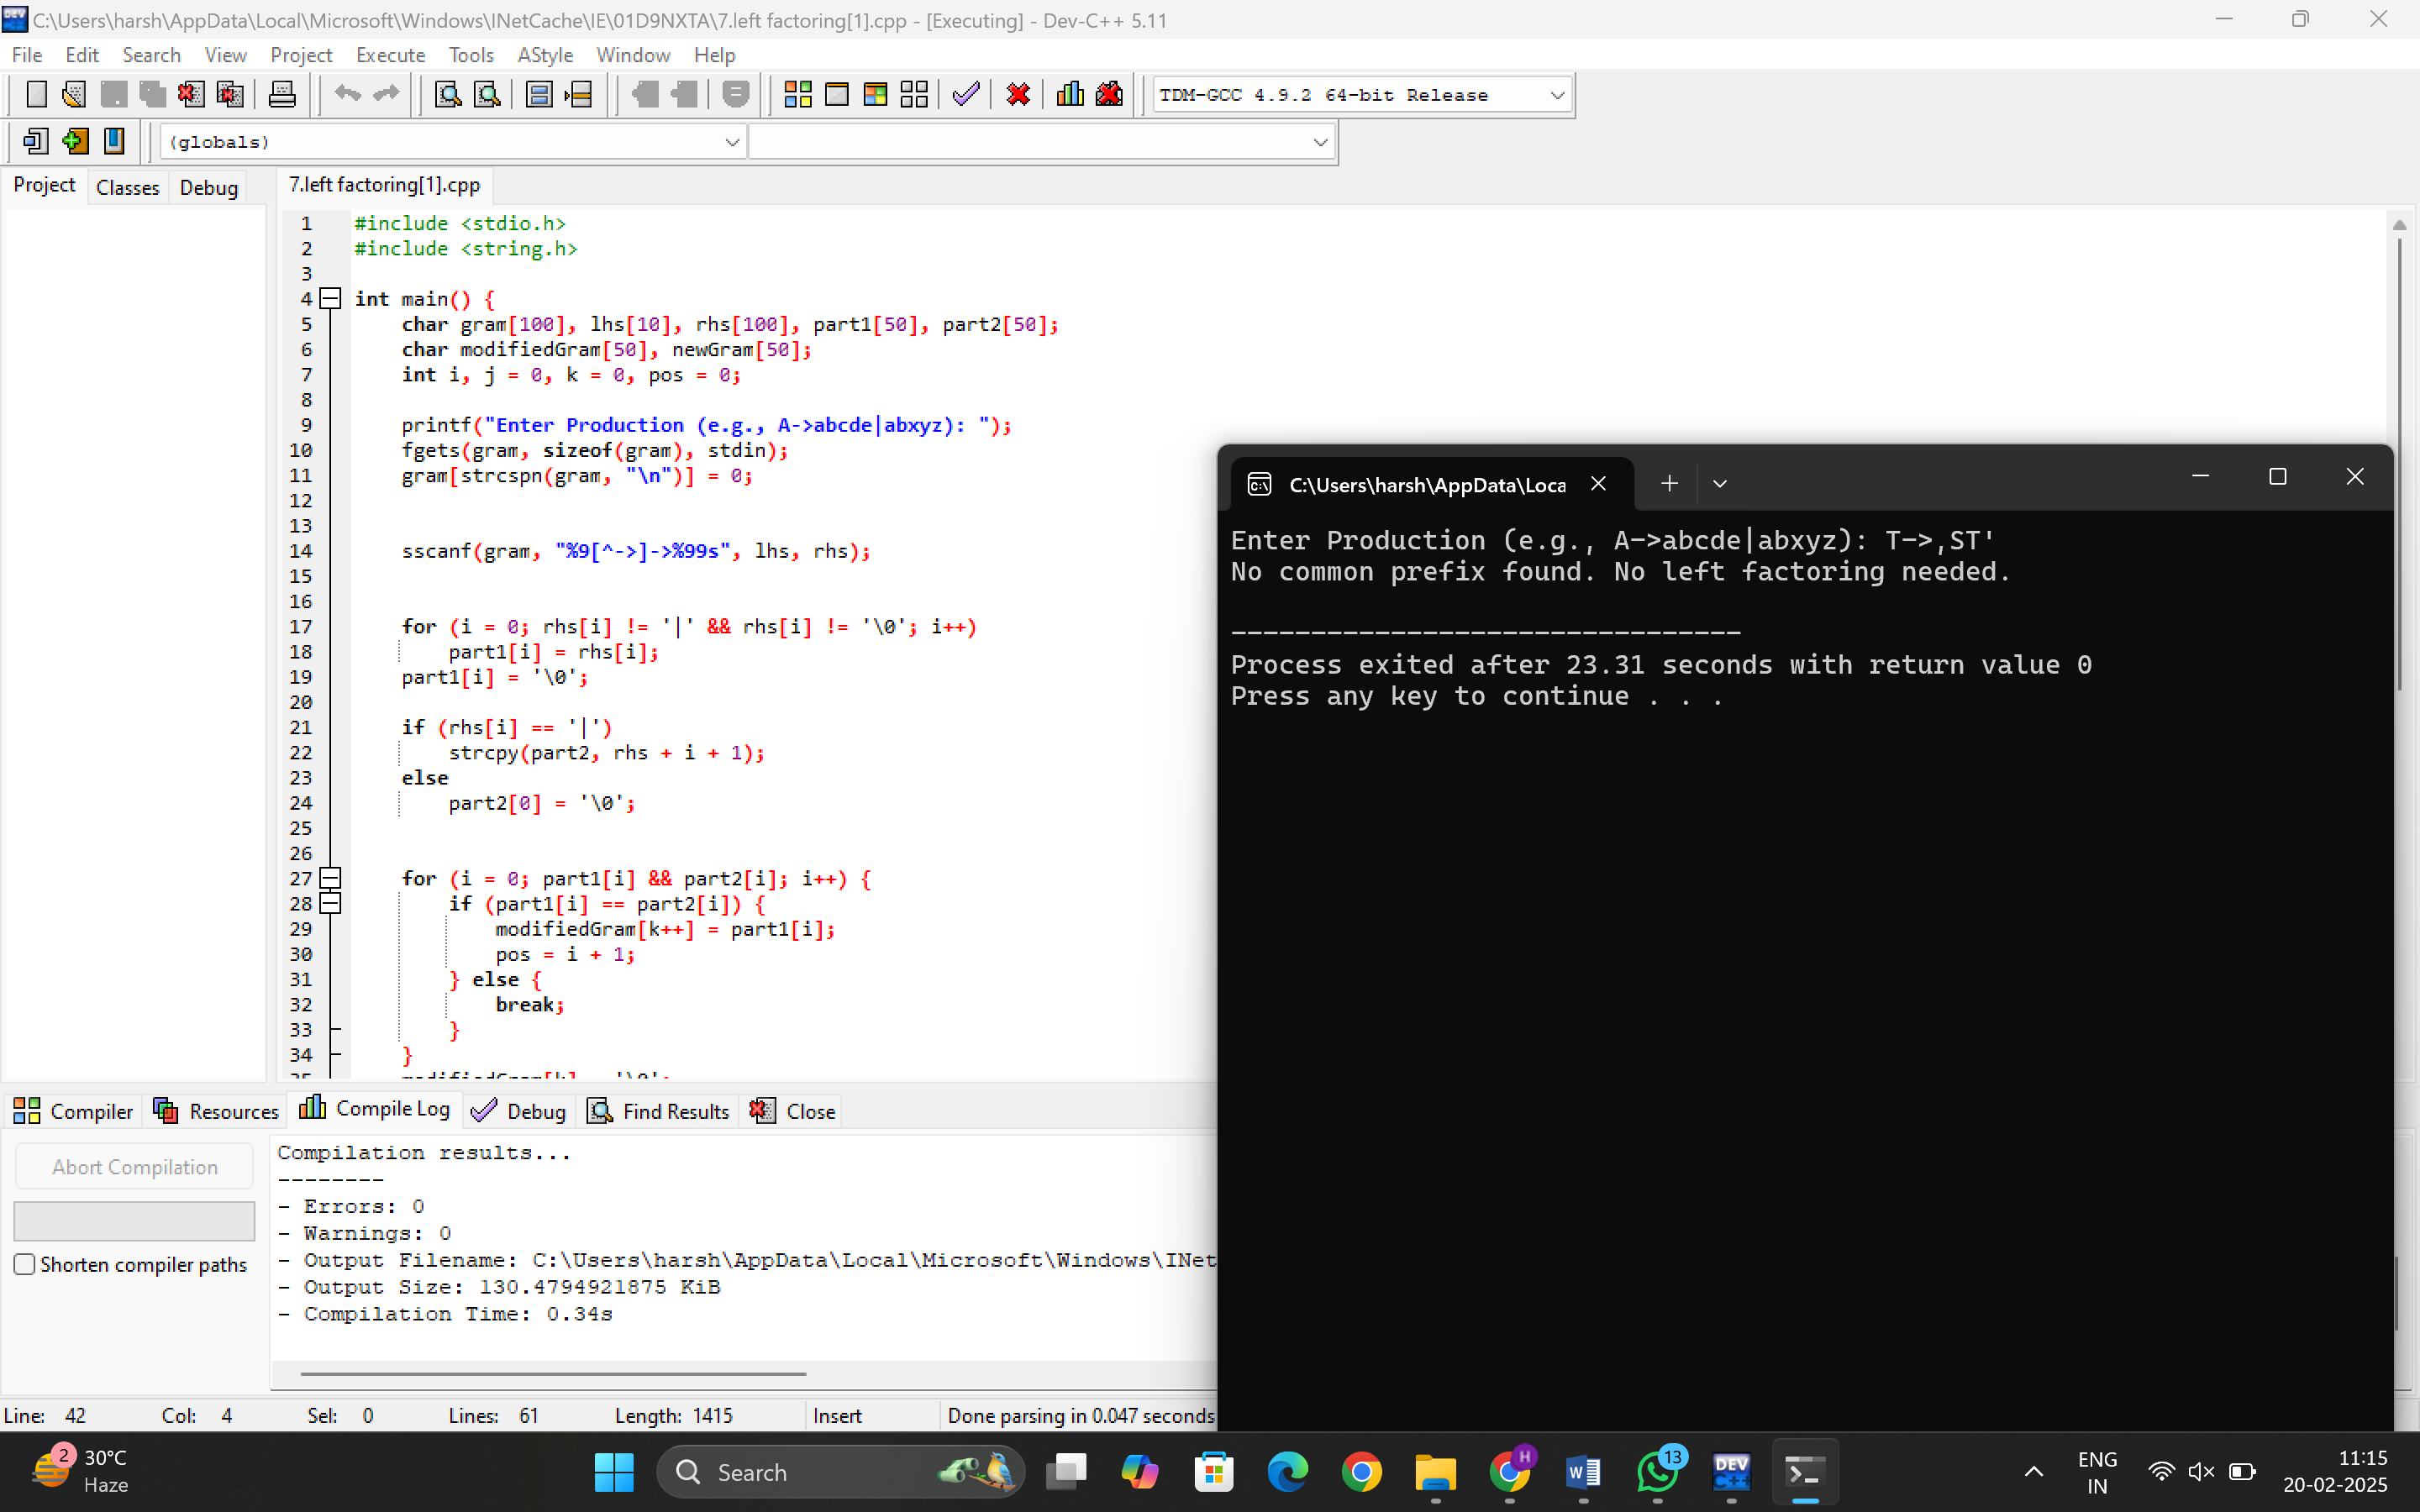 C:\Users\harsh\AppData\Local\Microsoft\Windows\INetCache\IE\01D9NXTA\7.left factoring[1].cpp - [Executing] - Dev-C++ 5.11
File Edit Search View Project Execute Tools AStyle Window Help
TDM-GCC 4.9.2 64-bit Release
(globals)
Project Classes Debug
7.left factoring[1].cpp
1 #include <stdio.h>
2 #include <string.h>
3
4 int main() {
5 char gram[100], lhs[10], rhs[100], part1[50], part2[50];
6 char modifiedGram[50], newGram[50];
7 int i, j = 0, k = 0, pos = 0;
8
9 printf("Enter Production (e.g., A->abcde|abxyz): ");
10 fgets(gram, sizeof(gram), stdin);
11 gram[strcspn(gram, "\n")] = 0;
12
13
14 sscanf(gram, "%9[^->]->%99s", lhs, rhs);
15
16
17 for (i = 0; rhs[i] != '|' && rhs[i] != '\0'; i++)
18 part1[i] = rhs[i];
19 part1[i] = '\0';
20
21 if (rhs[i] == '|')
22 strcpy(part2, rhs + i + 1);
23 else
24 part2[0] = '\0';
25
26
27 for (i = 0; part1[i] && part2[i]; i++) {
28 if (part1[i] == part2[i]) {
29 modifiedGram[k++] = part1[i];
30 pos = i + 1;
31 } else {
32 break;
33 }
34 }
35 modifiedGram[k] = '\0';
C:\Users\harsh\AppData\Loca
Enter Production (e.g., A->abcde|abxyz): T->,ST'
No common prefix found. No left factoring needed.
--------------------------------
Process exited after 23.31 seconds with return value 0
Press any key to continue . . .
Compiler Resources Compile Log Debug Find Results Close
Abort Compilation
Shorten compiler paths
Compilation results...
--------
- Errors: 0
- Warnings: 0
- Output Filename: C:\Users\harsh\AppData\Local\Microsoft\Windows\INet
- Output Size: 130.4794921875 KiB
- Compilation Time: 0.34s
Line: 42 Col: 4 Sel: 0 Lines: 61 Length: 1415 Insert Done parsing in 0.047 seconds
2
30°C
Haze
Search
H
13
DEV
C++
ENG
IN
11:15
20-02-2025